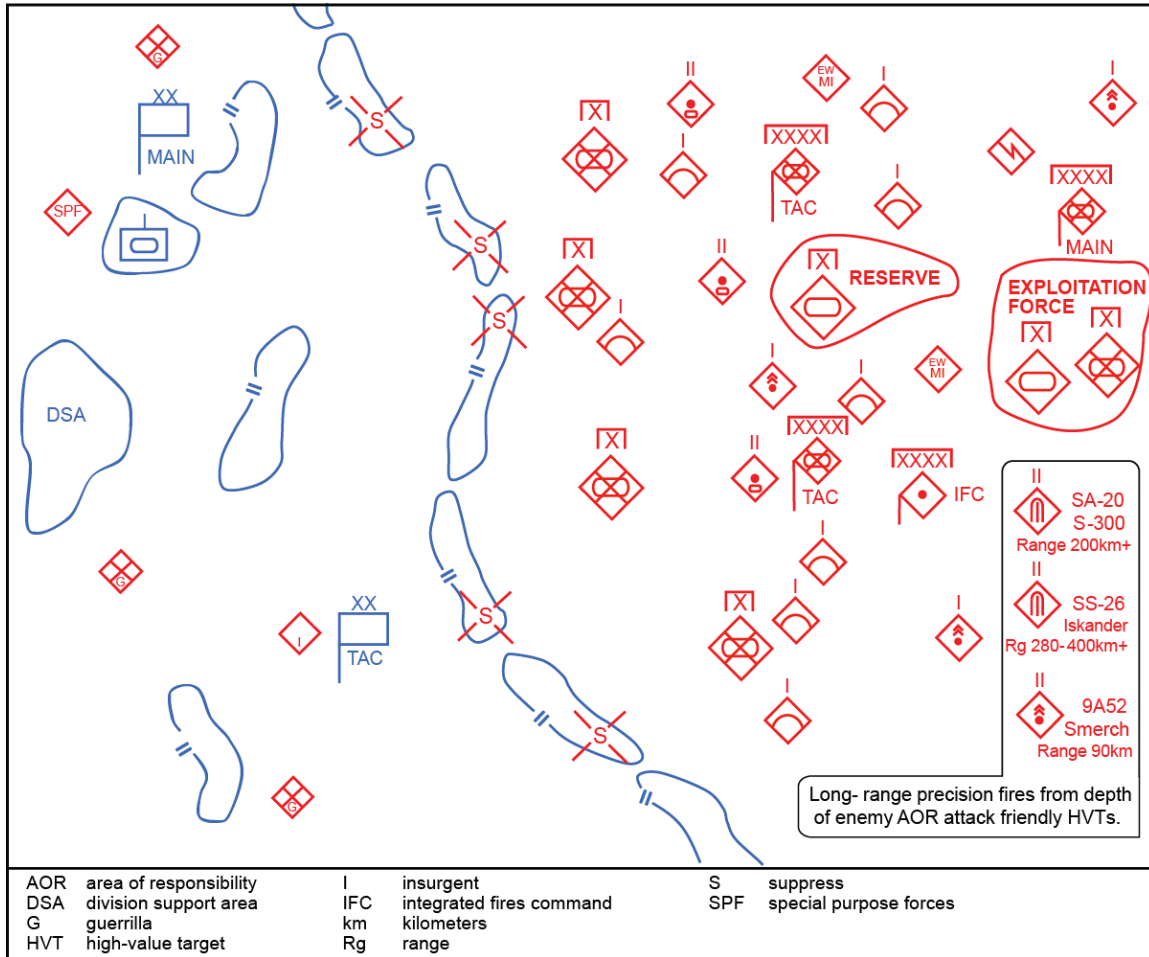 G
XX
MAIN
SPF
I
S
S
S
DSA
G
I
XX
TAC
G
S
S
X
II
I
EW
MI
I
I
XXXX
TAC
I
XXXX
MAIN
X
I
II
X
RESERVE
EXPLOITATION
FORCE
X
X
I
EW
MI
I
X
II
XXXX
TAC
XXXX
IFC
I
I
X
I
I
II
SA-20
S-300
Range 200km+
II
SS-26
Iskander
Rg 280-400km+
II
9A52
Smerch
Range 90km
Long- range precision fires from depth
of enemy AOR attack friendly HVTs.
AOR area of responsibility
DSA division support area
G guerrilla
HVT high-value target
I insurgent
IFC integrated fires command
km kilometers
Rg range
S suppress
SPF special purpose forces